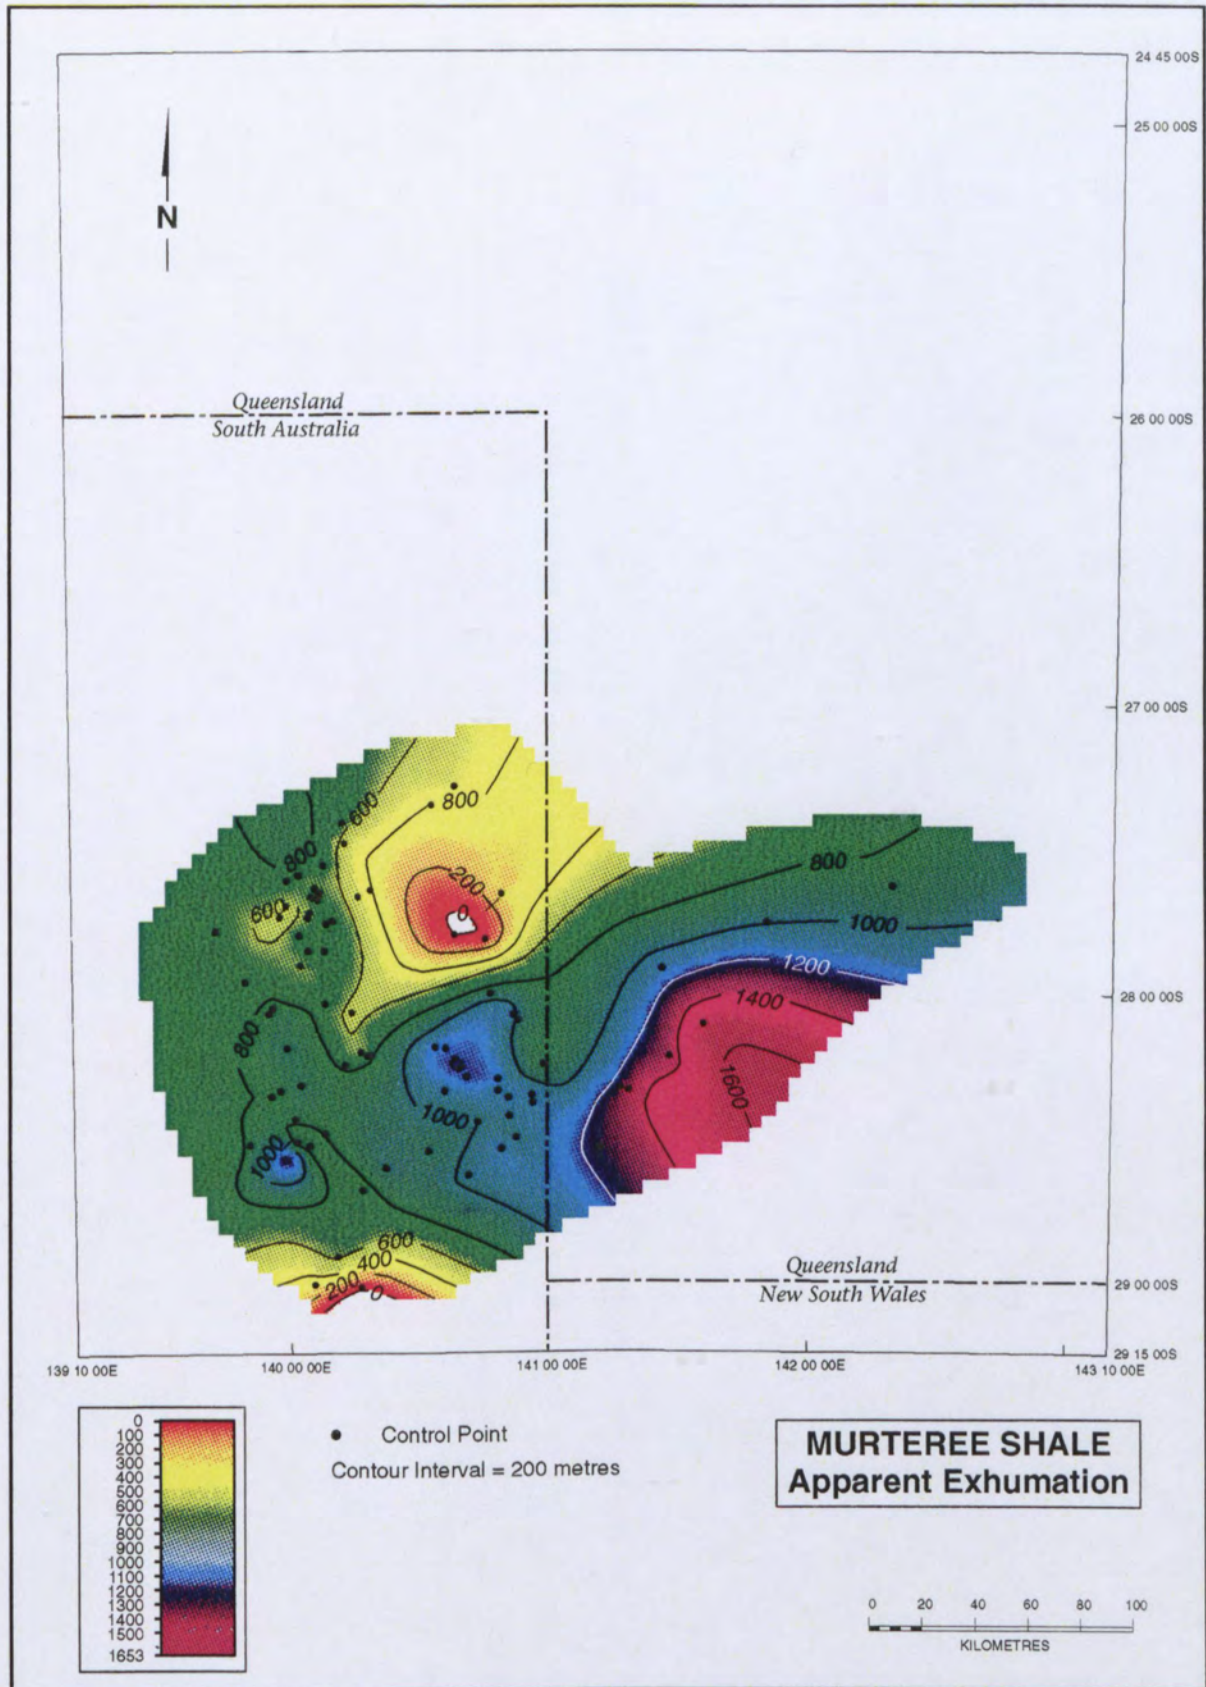 24 45 00S
25 00 00S
N
Queensland
South Australia
26 00 00S
27 00 00S
600
800
800
800
200
0
600
1000
1200
1400
28 00 00S
800
1600
1000
1000
600
400
200
0
Queensland
New South Wales
29 00 00S
29 15 00S
139 10 00E
140 00 00E
141 00 00E
142 00 00E
143 10 00E
0
100
200
300
400
500
600
700
800
900
1000
1100
1200
1300
1400
1500
1653
Control Point
Contour Interval = 200 metres
MURTEREE SHALE
Apparent Exhumation
0 20 40 60 80 100
KILOMETRES